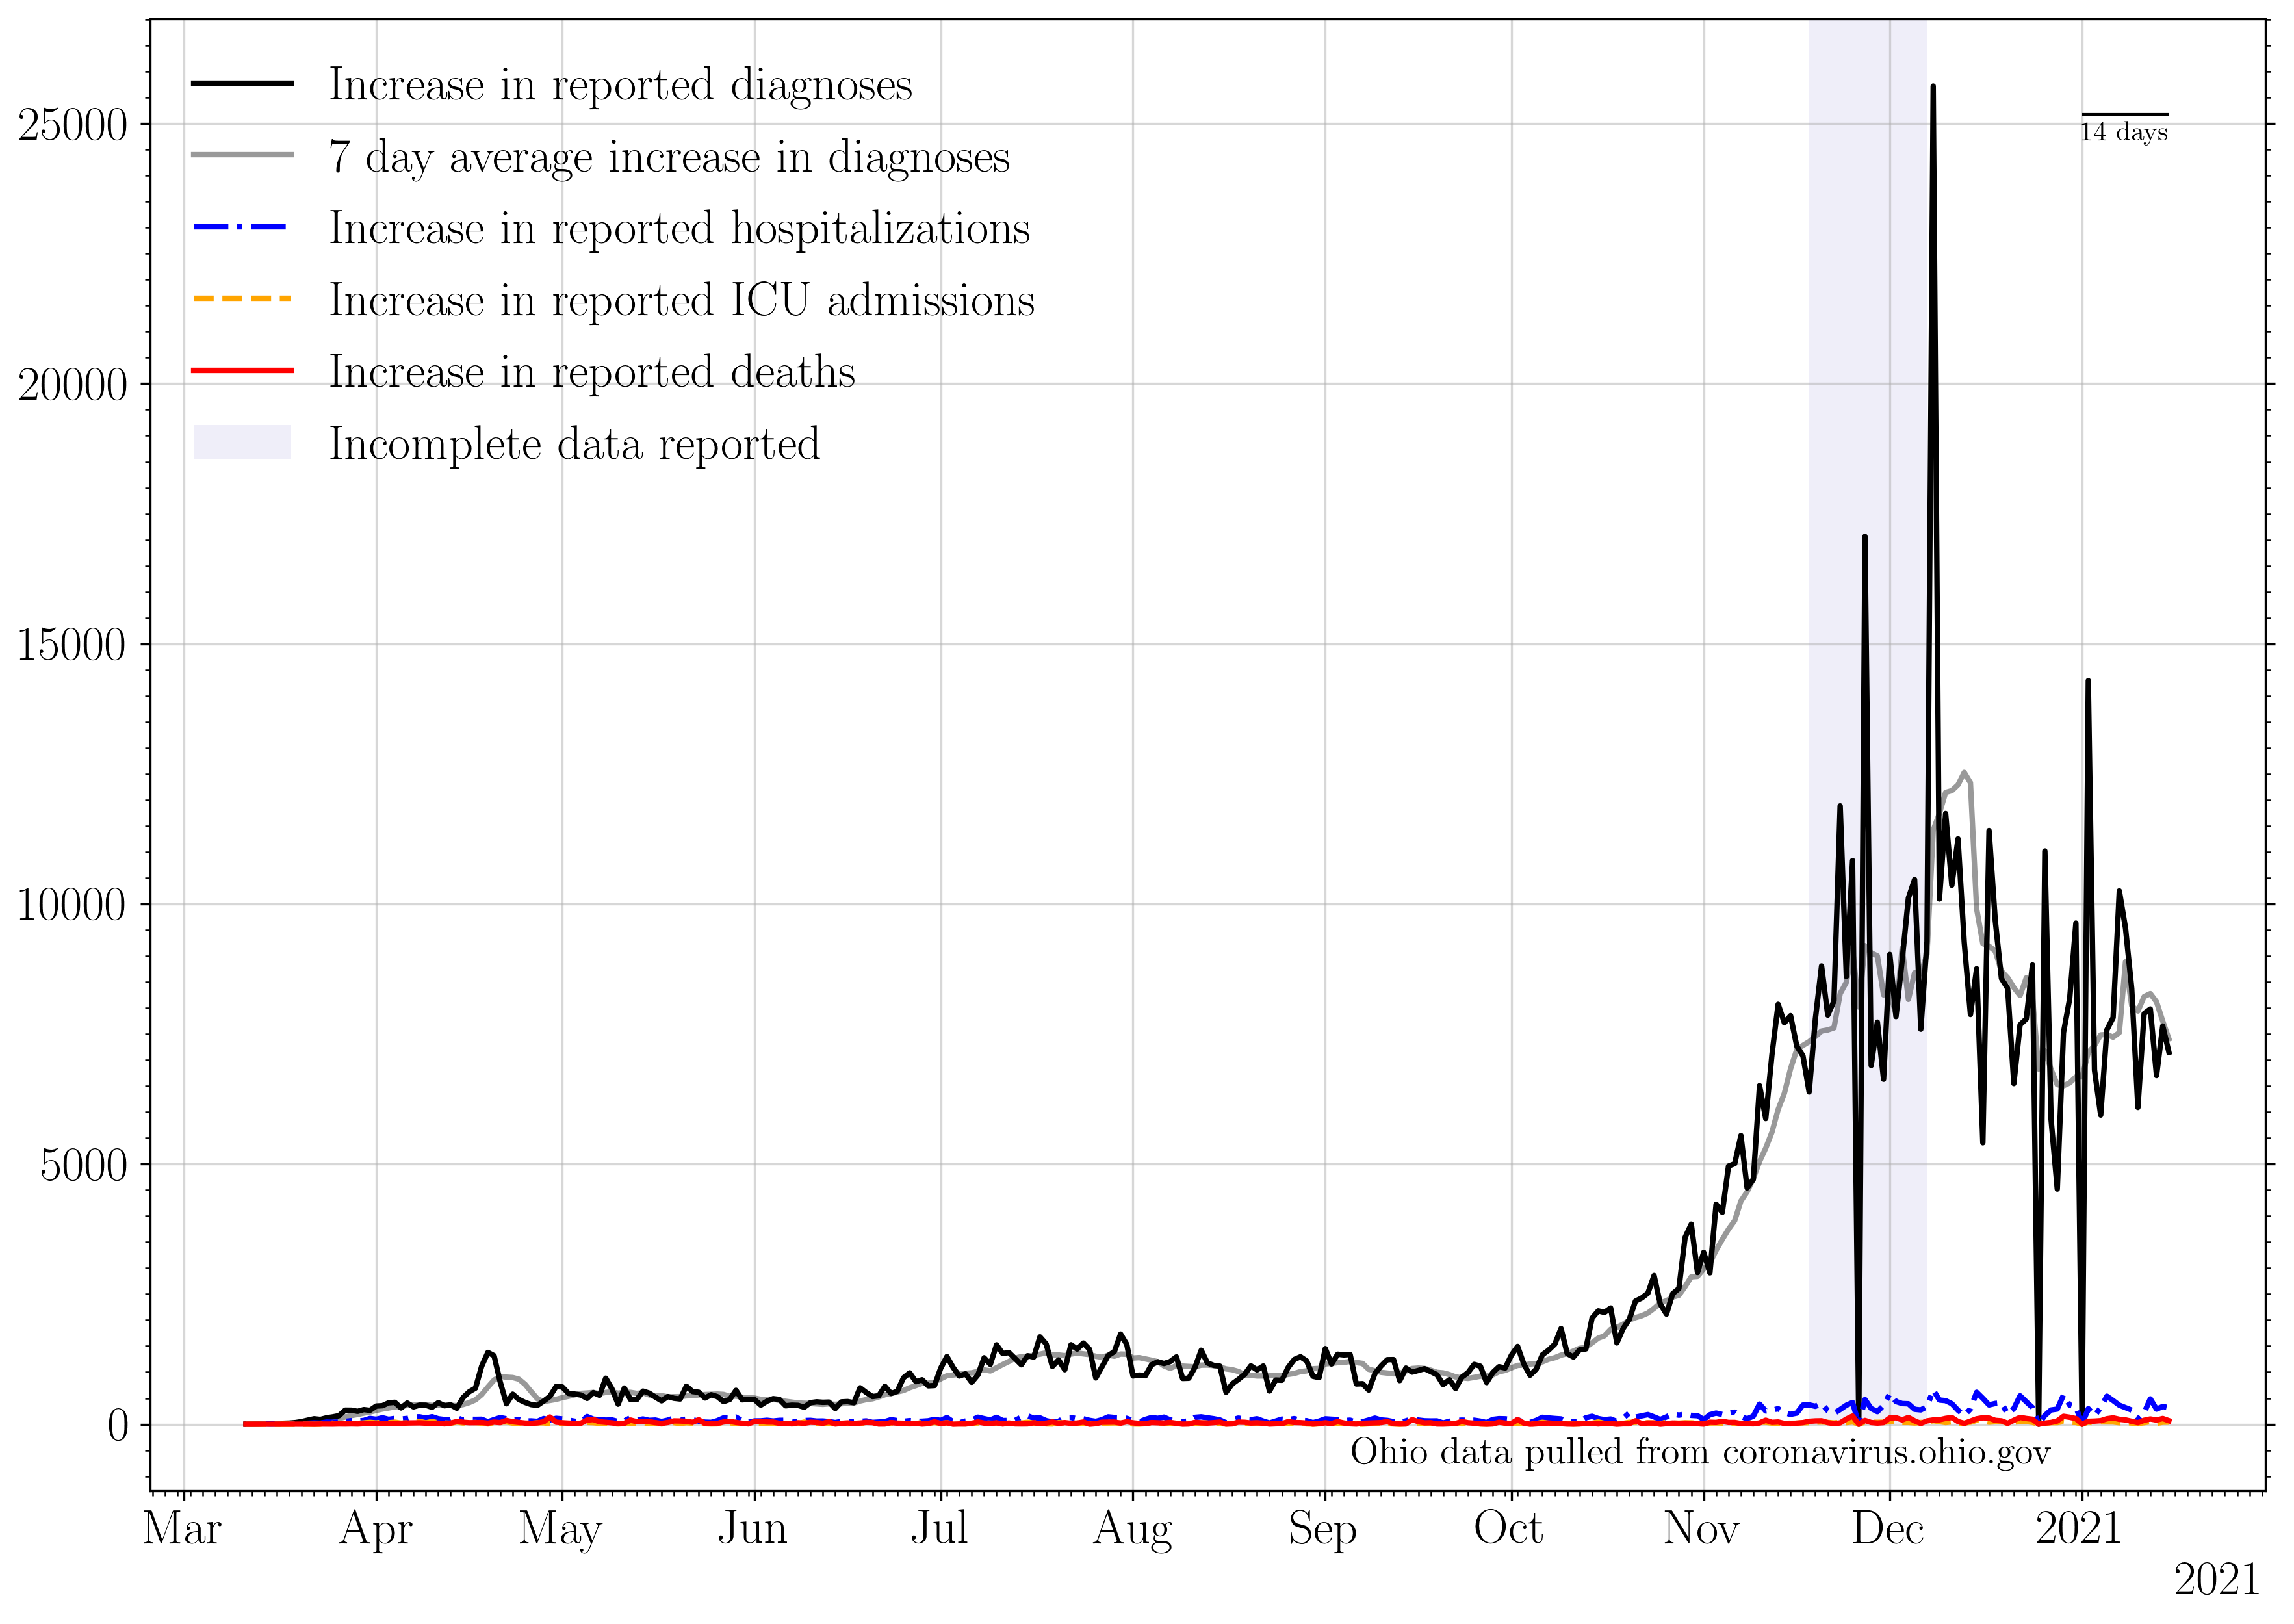 Increase in reported diagnoses
7 day average increase in diagnoses
Increase in reported hospitalizations
Increase in reported ICU admissions
Increase in reported deaths
Incomplete data reported
14 days
25000
20000
15000
10000
5000
0
Ohio data pulled from coronavirus.ohio.gov
Mar Apr May Jun Jul Aug Sep Oct Nov Dec 2021
2021